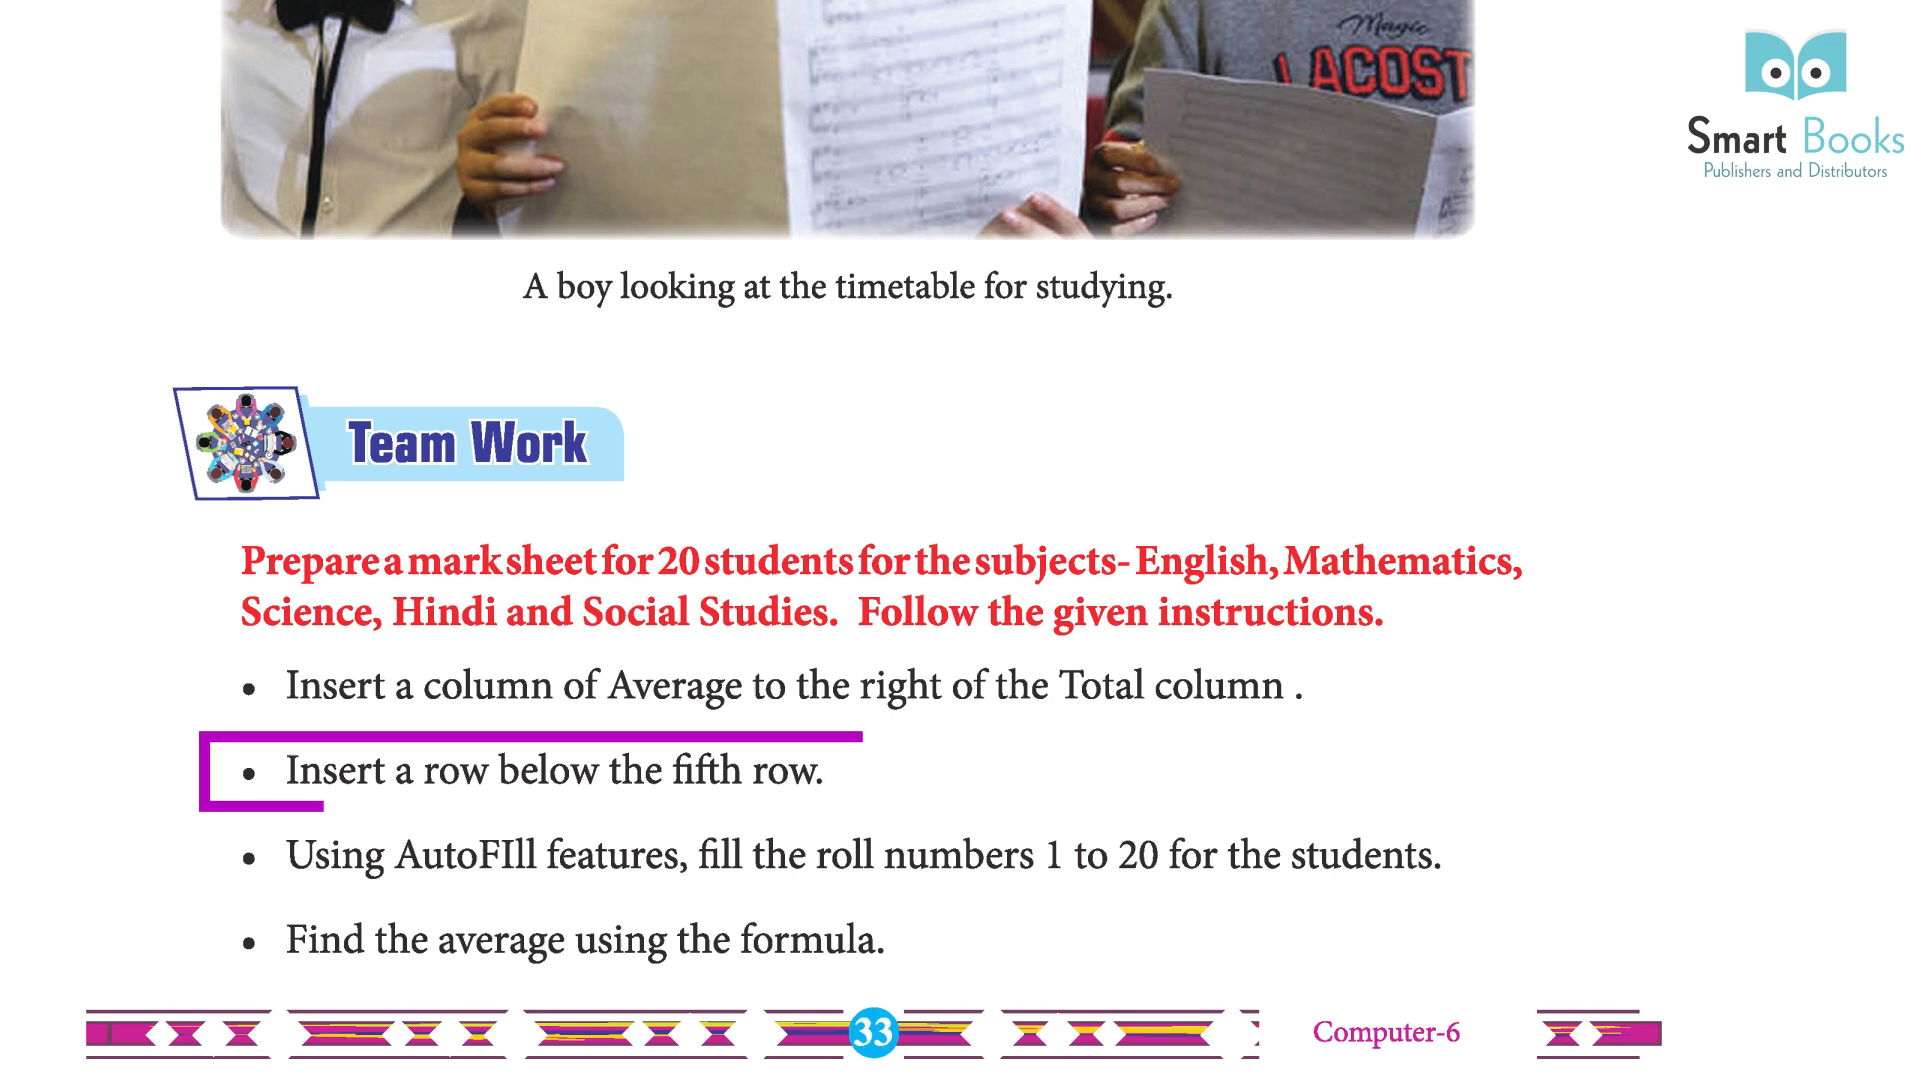 Magic
LACOST
Smart Books
Publishers and Distributors
A boy looking at the timetable for studying.
Team Work
Prepare a mark sheet for 20 students for the subjects- English, Mathematics,
Science, Hindi and Social Studies. Follow the given instructions.
• Insert a column of Average to the right of the Total column .
• Insert a row below the fifth row.
• Using AutoFIll features, fill the roll numbers 1 to 20 for the students.
• Find the average using the formula.
33
Computer-6